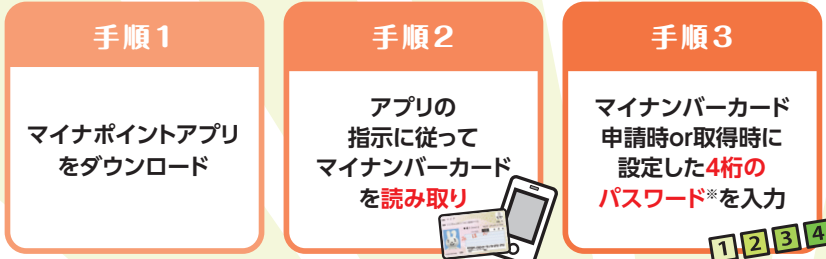 手順1
マイナポイントアプリ
をダウンロード
手順2
アプリの
指示に従って
マイナンバーカード
を読み取り
手順3
マイナンバーカード
申請時or取得時に
設定した4桁の
パスワード※を入力
1 2 3 4